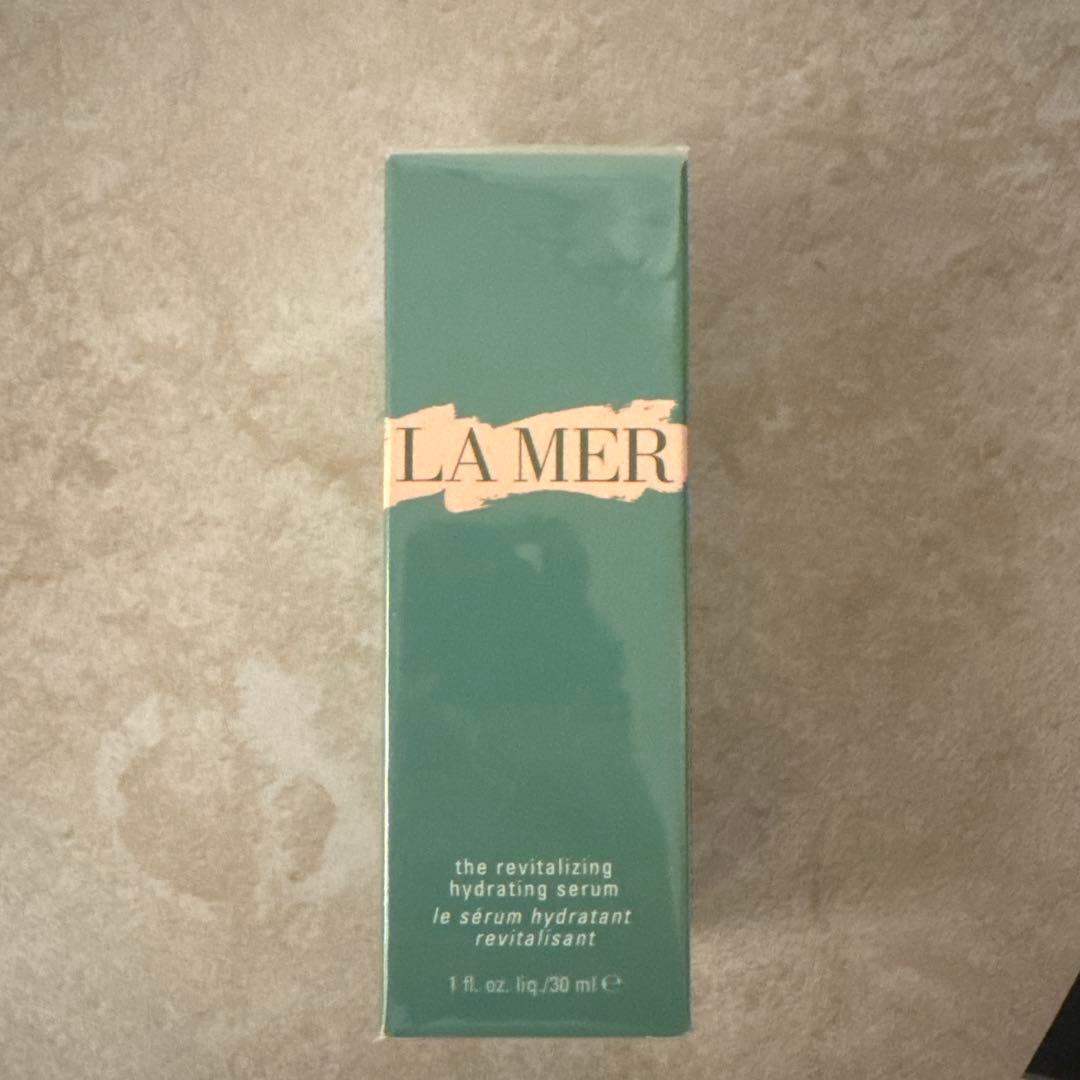 LA MER
the revitalizing
hydrating serum
le sérum hydratant
revitalisant
1 fl. oz. liq./30 ml ℮